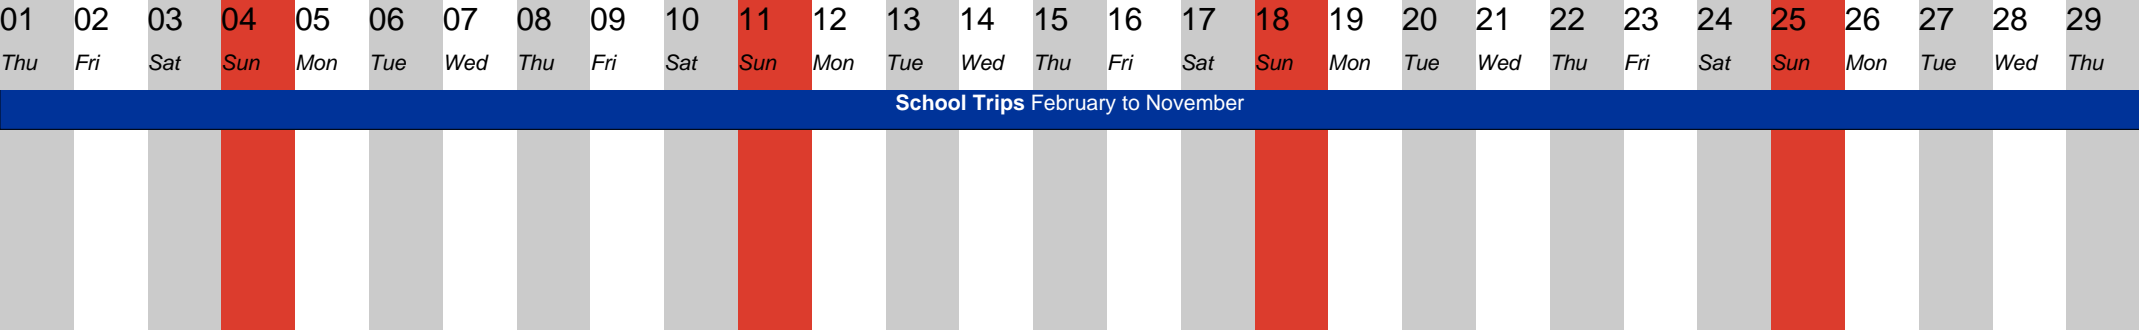 01 02 03 04 05 06 07 08 09 10 11 12 13 14 15 16 17 18 19 20 21 22 23 24 25 26 27 28 29
Thu Fri Sat Sun Mon Tue Wed Thu Fri Sat Sun Mon Tue Wed Thu Fri Sat Sun Mon Tue Wed Thu Fri Sat Sun Mon Tue Wed Thu
School Trips February to November